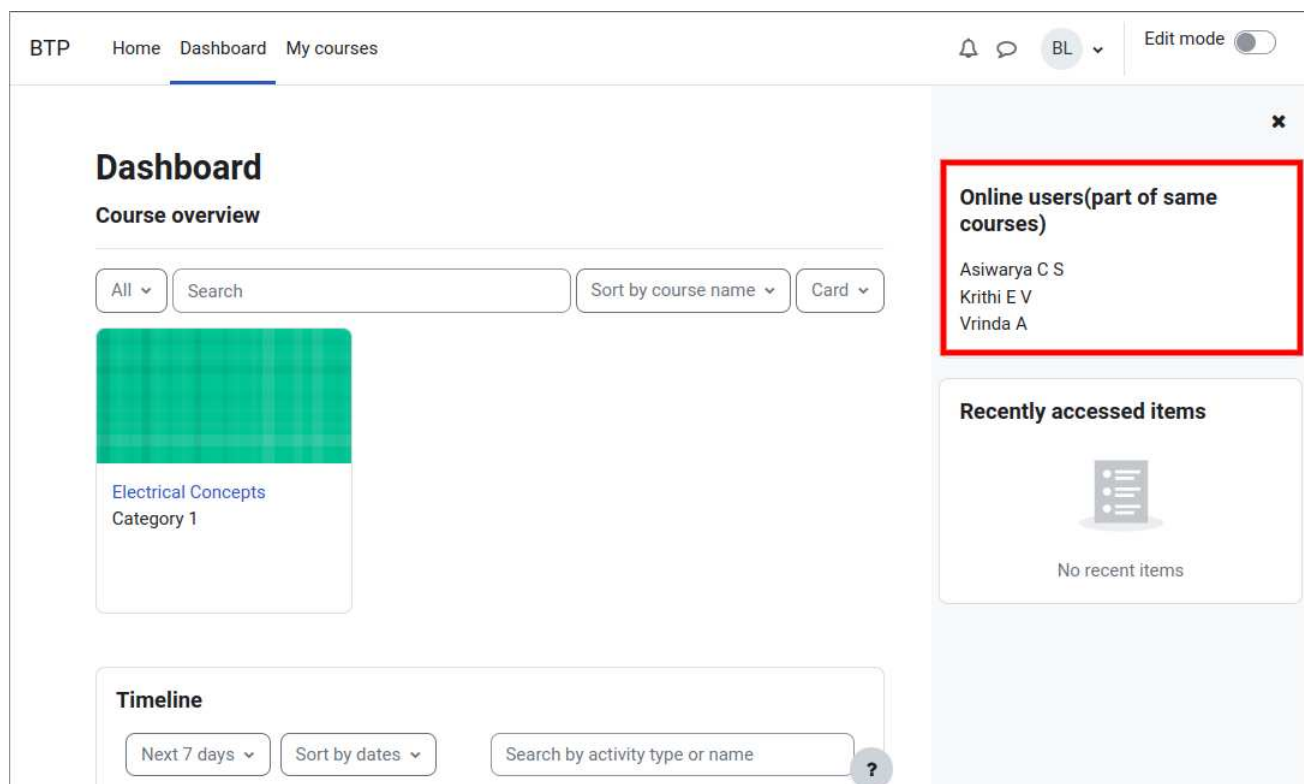 BTP Home Dashboard My courses BL Edit mode
Dashboard
Course overview
All Search Sort by course name Card
Electrical Concepts
Category 1
Timeline
Next 7 days Sort by dates Search by activity type or name
?
Online users(part of same
courses)
Asiwarya C S
Krithi E V
Vrinda A
Recently accessed items
No recent items